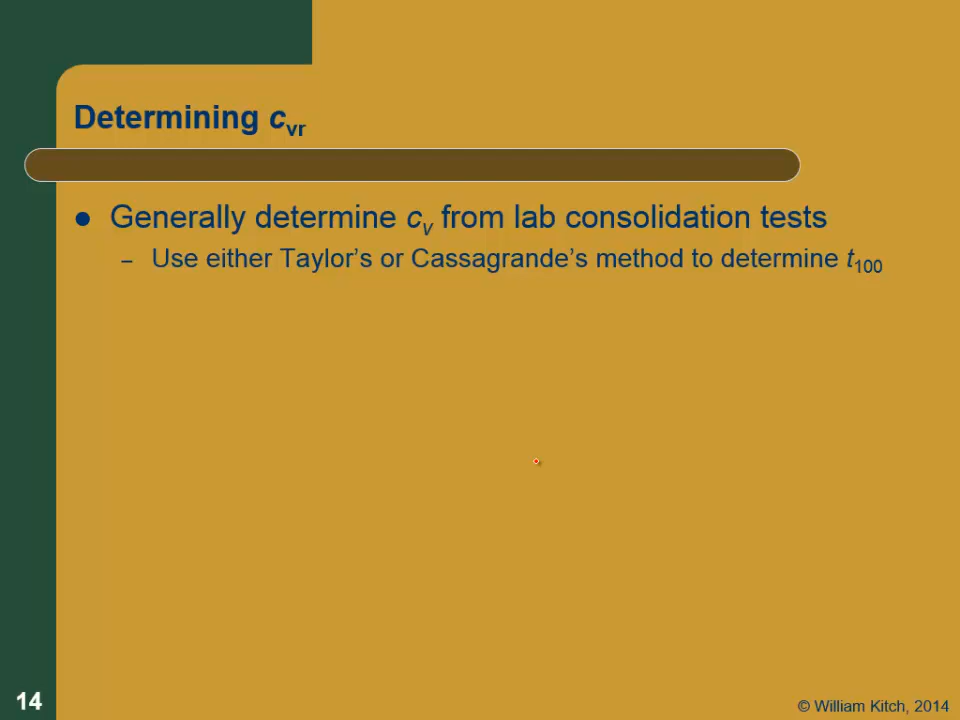 Determining cvr
● Generally determine cv from lab consolidation tests
– Use either Taylor's or Cassagrande's method to determine t100
14
© William Kitch, 2014